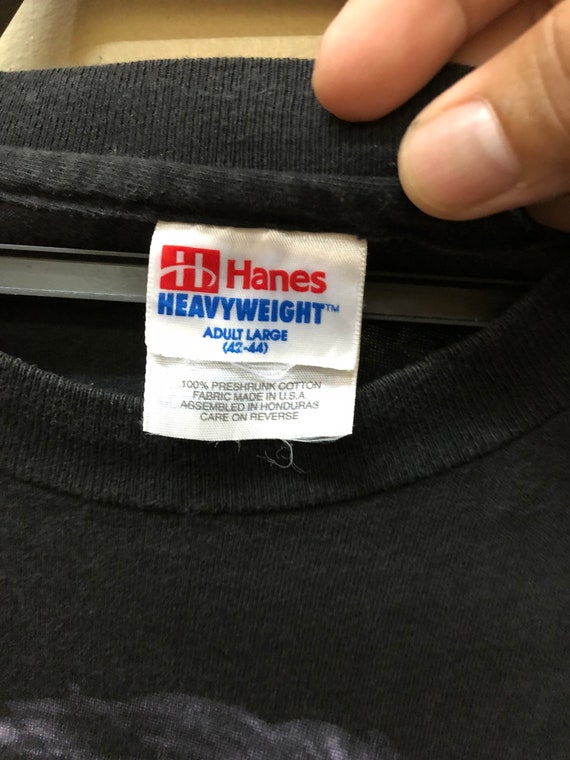 Hanes
HEAVYWEIGHT™
ADULT LARGE
(42-44)
100% PRESHRUNK COTTON
FABRIC MADE IN U.S.A.
ASSEMBLED IN HONDURAS
CARE ON REVERSE